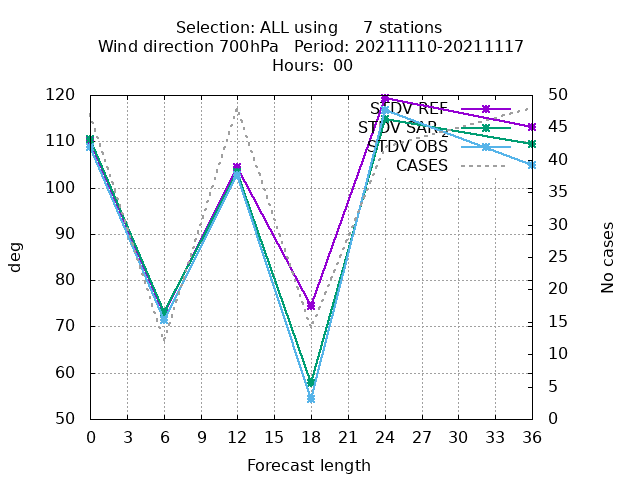 Selection: ALL using     7 stations
Wind direction 700hPa   Period: 20211110-20211117
Hours:  00
120
110
100
90
80
70
60
50
50
45
40
35
30
25
20
15
10
5
0
STDV REF
STDV SAR_2
STDV OBS
CASES
deg
No cases
0 3 6 9 12 15 18 21 24 27 30 33 36
Forecast length